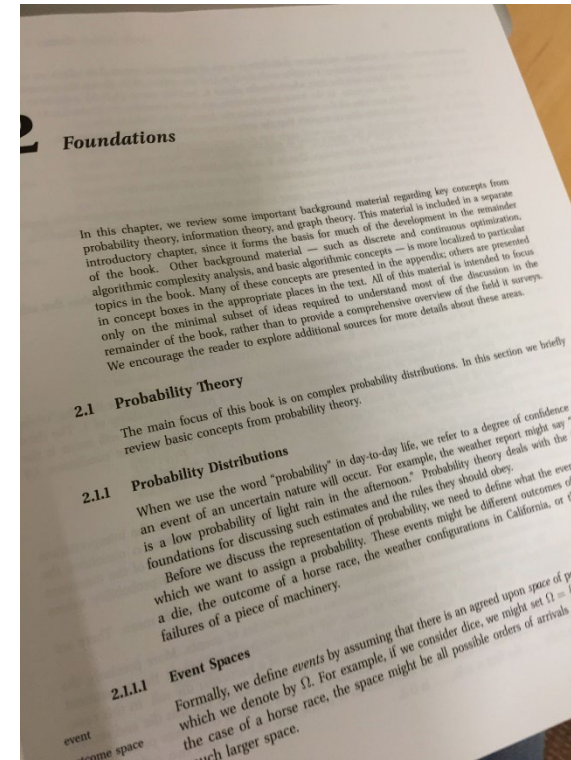 2 Foundations
In this chapter, we review some important background material regarding key concepts from
probability theory, information theory, and graph theory. This material is included in a separate
introductory chapter, since it forms the basis for much of the development in the remainder
of the book. Other background material — such as discrete and continuous optimization,
algorithmic complexity analysis, and basic algorithmic concepts — is more localized to particular
topics in the book. Many of these concepts are presented in the appendix; others are presented
in concept boxes in the appropriate places in the text. All of this material is intended to focus
only on the minimal subset of ideas required to understand most of the discussion in the
remainder of the book, rather than to provide a comprehensive overview of the field it surveys.
We encourage the reader to explore additional sources for more details about these areas.
2.1 Probability Theory
The main focus of this book is on complex probability distributions. In this section we briefly
review basic concepts from probability theory.
2.1.1 Probability Distributions
When we use the word "probability" in day-to-day life, we refer to a degree of confidence
an event of an uncertain nature will occur. For example, the weather report might say "
is a low probability of light rain in the afternoon." Probability theory deals with the
foundations for discussing such estimates and the rules they should obey.
Before we discuss the representation of probability, we need to define what the
which we want to assign a probability. These events might be different outcomes of
a die, the outcome of a horse race, the weather configurations in California, or
failures of a piece of machinery.
2.1.1.1 Event Spaces
Formally, we define events by assuming that there is an agreed upon space of
event
which we denote by Ω. For example, if we consider dice, we might set Ω =
space
the case of a horse race, the space might be all possible orders of arrivals
larger space.